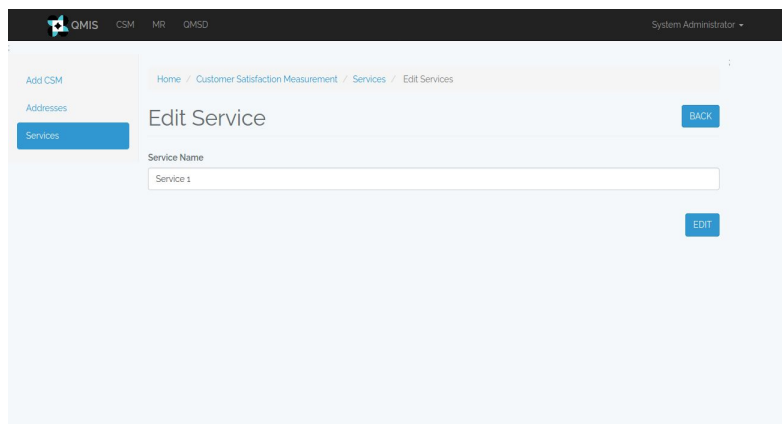 QMIS CSM MR QMSD System Administrator
;
;
Add CSM
Addresses
Services
Home / Customer Satisfaction Measurement / Services / Edit Services
Edit Service
BACK
Service Name
Service 1
EDIT